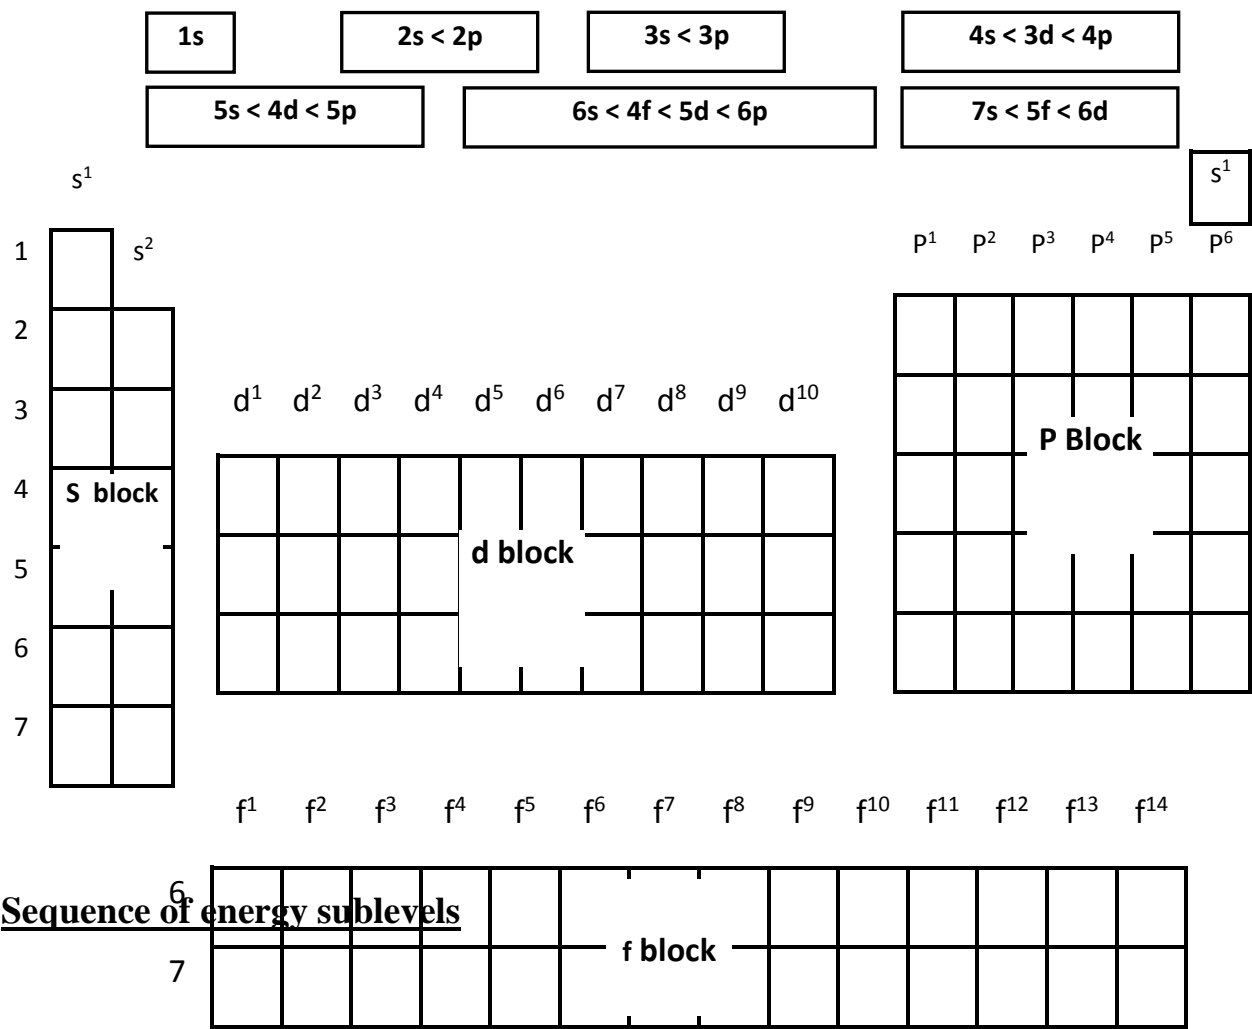 1s 2s < 2p 3s < 3p 4s < 3d < 4p
5s < 4d < 5p 6s < 4f < 5d < 6p 7s < 5f < 6d
s¹ s¹
1 s² P¹ P² P³ P⁴ P⁵ P⁶
2
3 d¹ d² d³ d⁴ d⁵ d⁶ d⁷ d⁸ d⁹ d¹⁰
P Block
4 S block
d block
5
6
7
f¹ f² f³ f⁴ f⁵ f⁶ f⁷ f⁸ f⁹ f¹⁰ f¹¹ f¹² f¹³ f¹⁴
6
Sequence of energy sublevels
f block
7